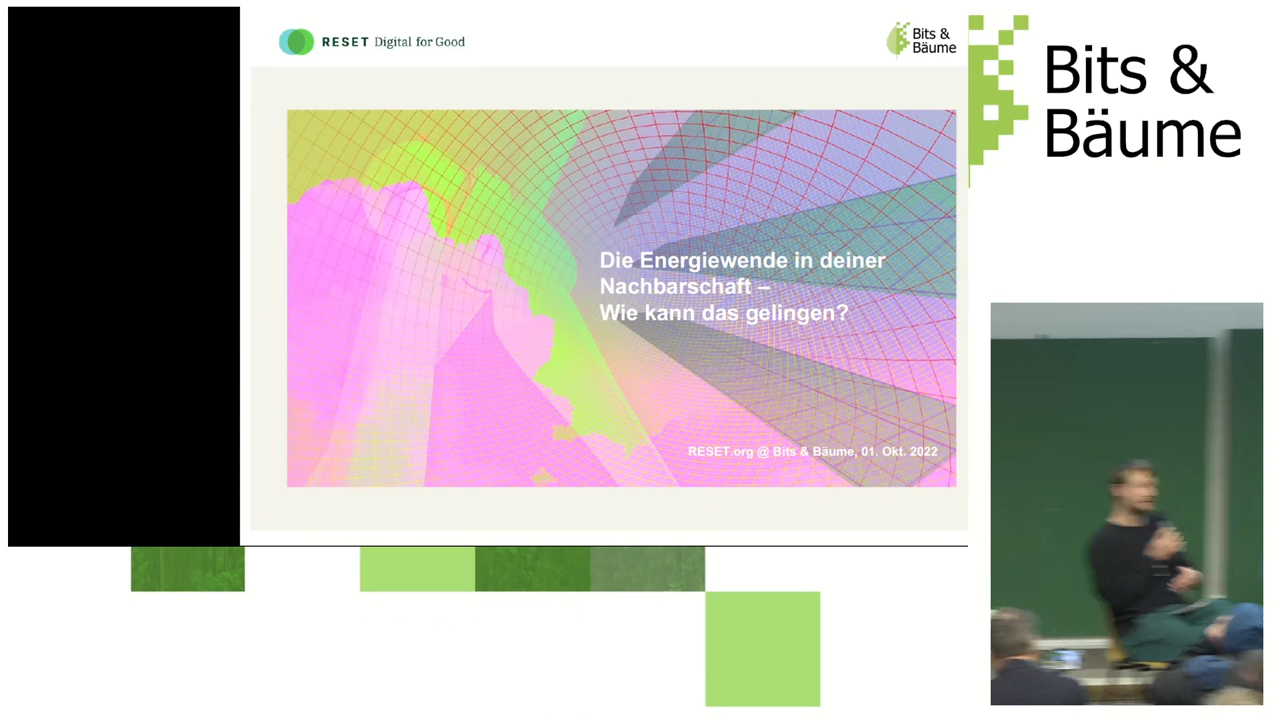 RESET Digital for Good
Bits &
Bäume
Bits &
Bäume
Die Energiewende in deiner
Nachbarschaft –
Wie kann das gelingen?
RESET.org @ Bits & Bäume, 01. Okt. 2022